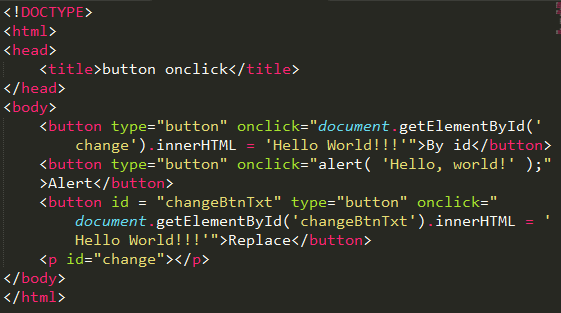 <!DOCTYPE>
<html>
<head>
<title>button onclick</title>
</head>
<body>
<button type="button" onclick="document.getElementById('
change').innerHTML = 'Hello World!!!'">By id</button>
<button type="button" onclick="alert( 'Hello, world!' );"
>Alert</button>
<button id = "changeBtnTxt" type="button" onclick="
document.getElementById('changeBtnTxt').innerHTML = '
Hello World!!!'">Replace</button>
<p id="change"></p>
</body>
</html>